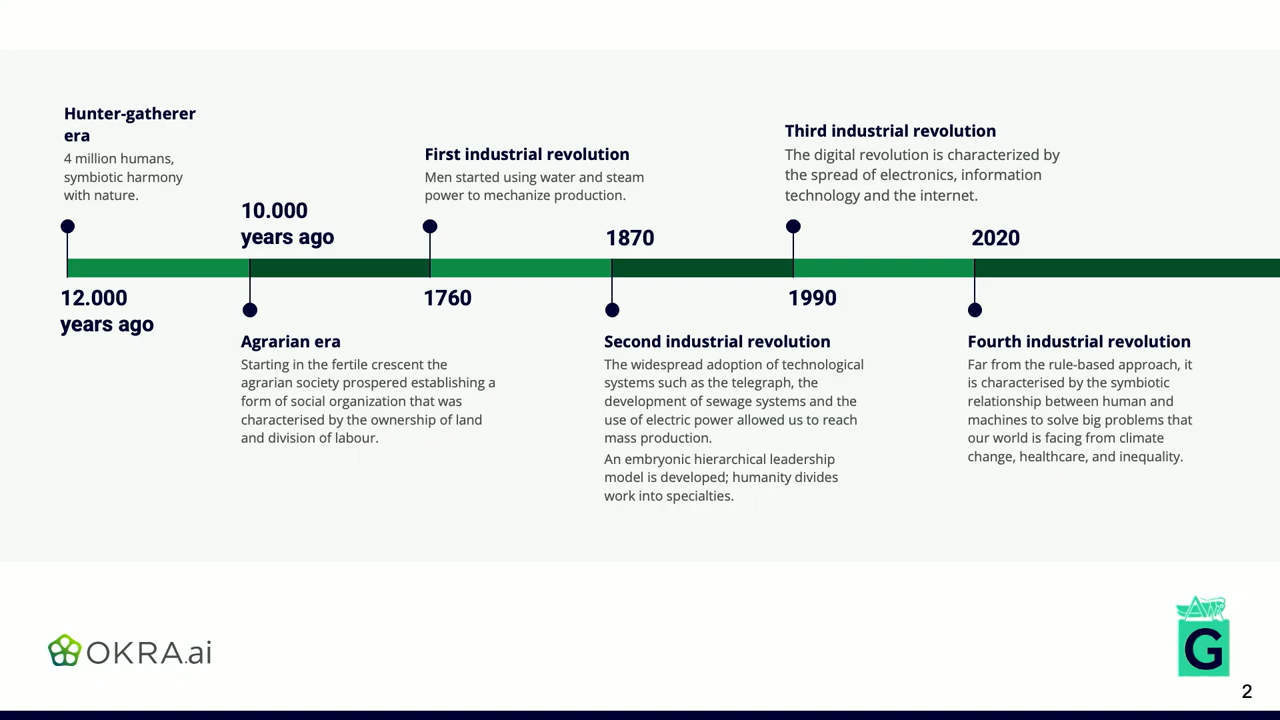 Hunter-gatherer
era
4 million humans,
symbiotic harmony
with nature.
12.000
years ago
10.000
years ago
Agrarian era
Starting in the fertile crescent the
agrarian society prospered establishing a
form of social organization that was
characterised by the ownership of land
and division of labour.
First industrial revolution
Men started using water and steam
power to mechanize production.
1760
1870
Second industrial revolution
The widespread adoption of technological
systems such as the telegraph, the
development of sewage systems and the
use of electric power allowed us to reach
mass production.
An embryonic hierarchical leadership
model is developed; humanity divides
work into specialties.
Third industrial revolution
The digital revolution is characterized by
the spread of electronics, information
technology and the internet.
1990
2020
Fourth industrial revolution
Far from the rule-based approach, it
is characterised by the symbiotic
relationship between human and
machines to solve big problems that
our world is facing from climate
change, healthcare, and inequality.
OKRA.ai
G
2